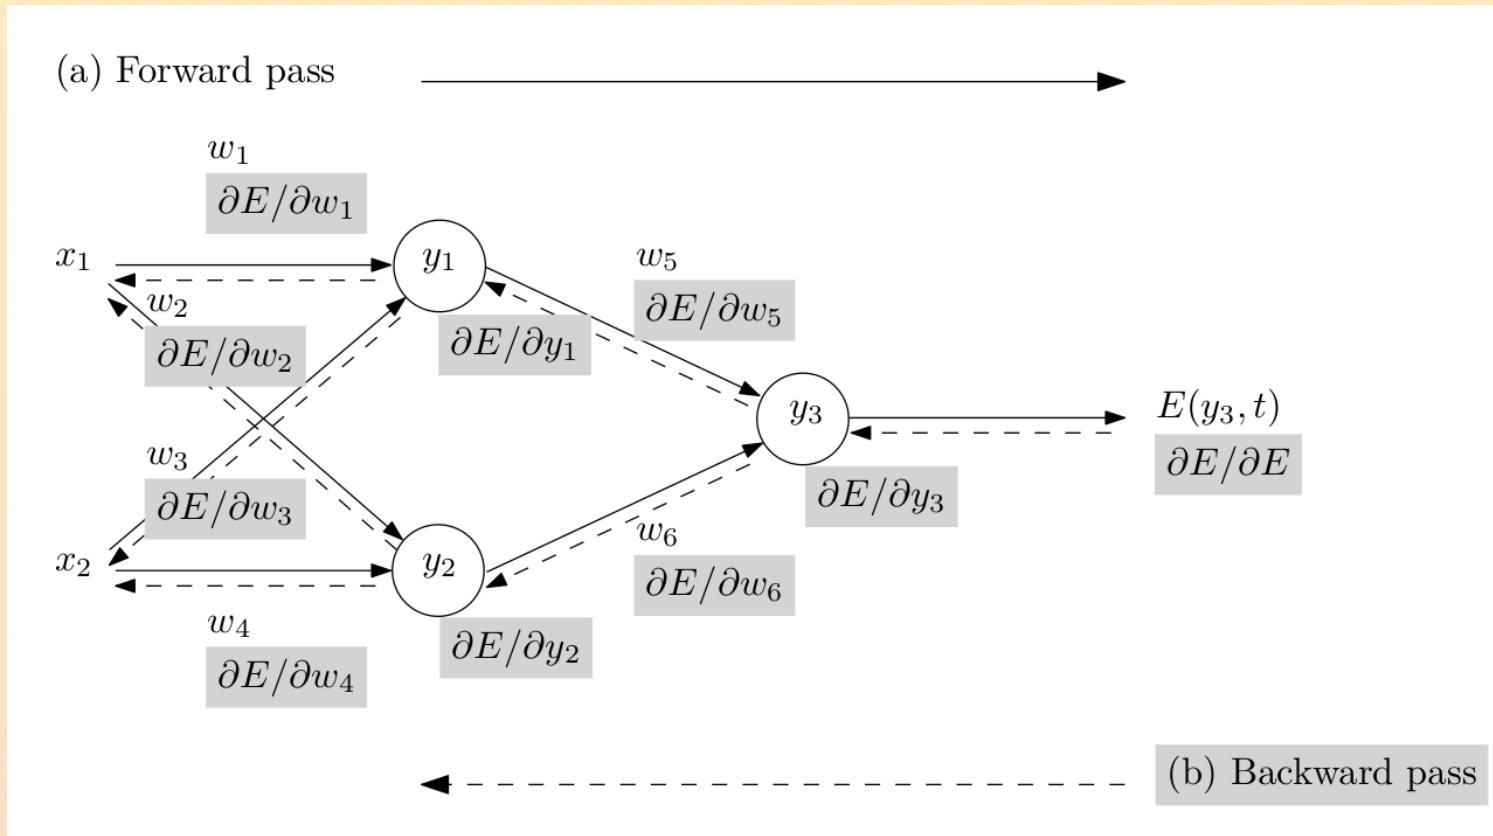 (a) Forward pass
w₁
∂E/∂w₁
x₁
y₁
w₅
∂E/∂w₅
w₂
∂E/∂w₂
∂E/∂y₁
y₃
E(y₃, t)
∂E/∂E
w₃
∂E/∂w₃
∂E/∂y₃
x₂
y₂
w₆
∂E/∂w₆
w₄
∂E/∂w₄
∂E/∂y₂
(b) Backward pass